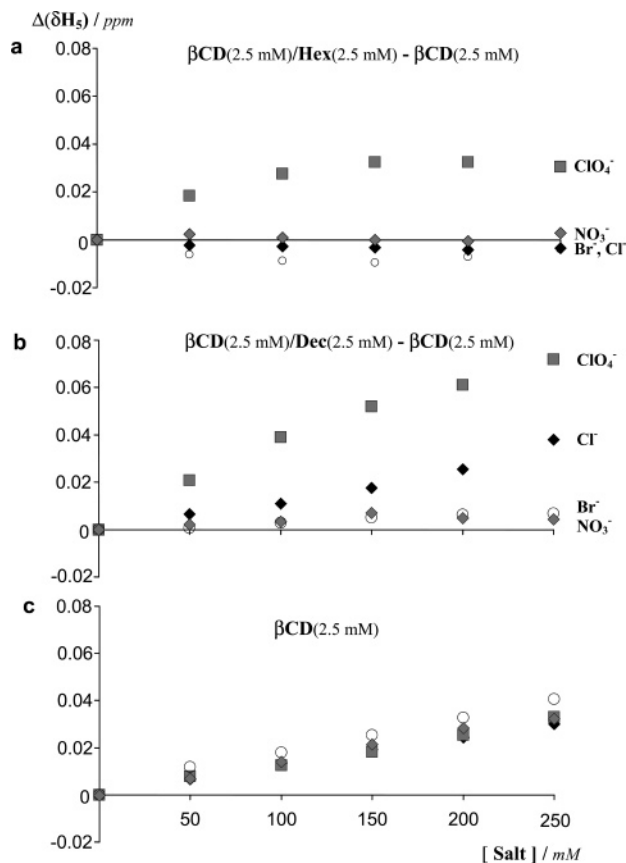 Δ(δH₅) / ppm
a
βCD(2.5 mM)/Hex(2.5 mM) - βCD(2.5 mM)
0.08
0.06
0.04
0.02
0
-0.02
ClO₄⁻
NO₃⁻
Br⁻, Cl⁻
b
βCD(2.5 mM)/Dec(2.5 mM) - βCD(2.5 mM)
0.08
0.06
0.04
0.02
0
-0.02
ClO₄⁻
Cl⁻
Br⁻
NO₃⁻
c
βCD(2.5 mM)
0.08
0.06
0.04
0.02
0
-0.02
50 100 150 200 250
[ Salt ] / mM